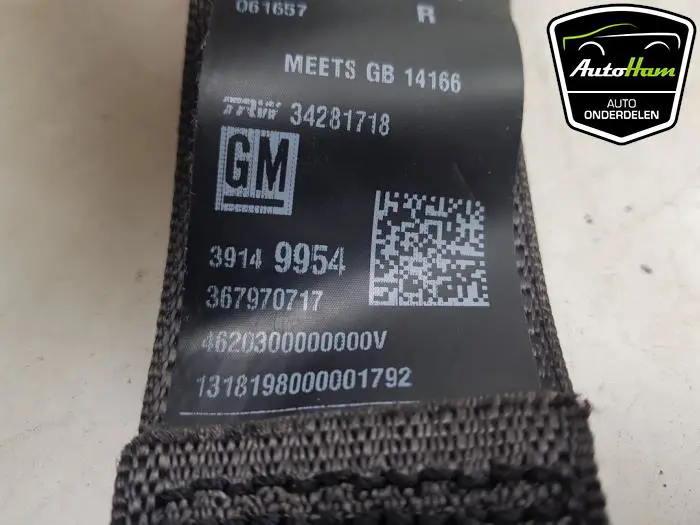 061657 R
MEETS GB 14166
TRW 34281718
GM
3914 9954
367970717
4620300000000V
1318198000001792
AutoHam
AUTO
ONDERDELEN